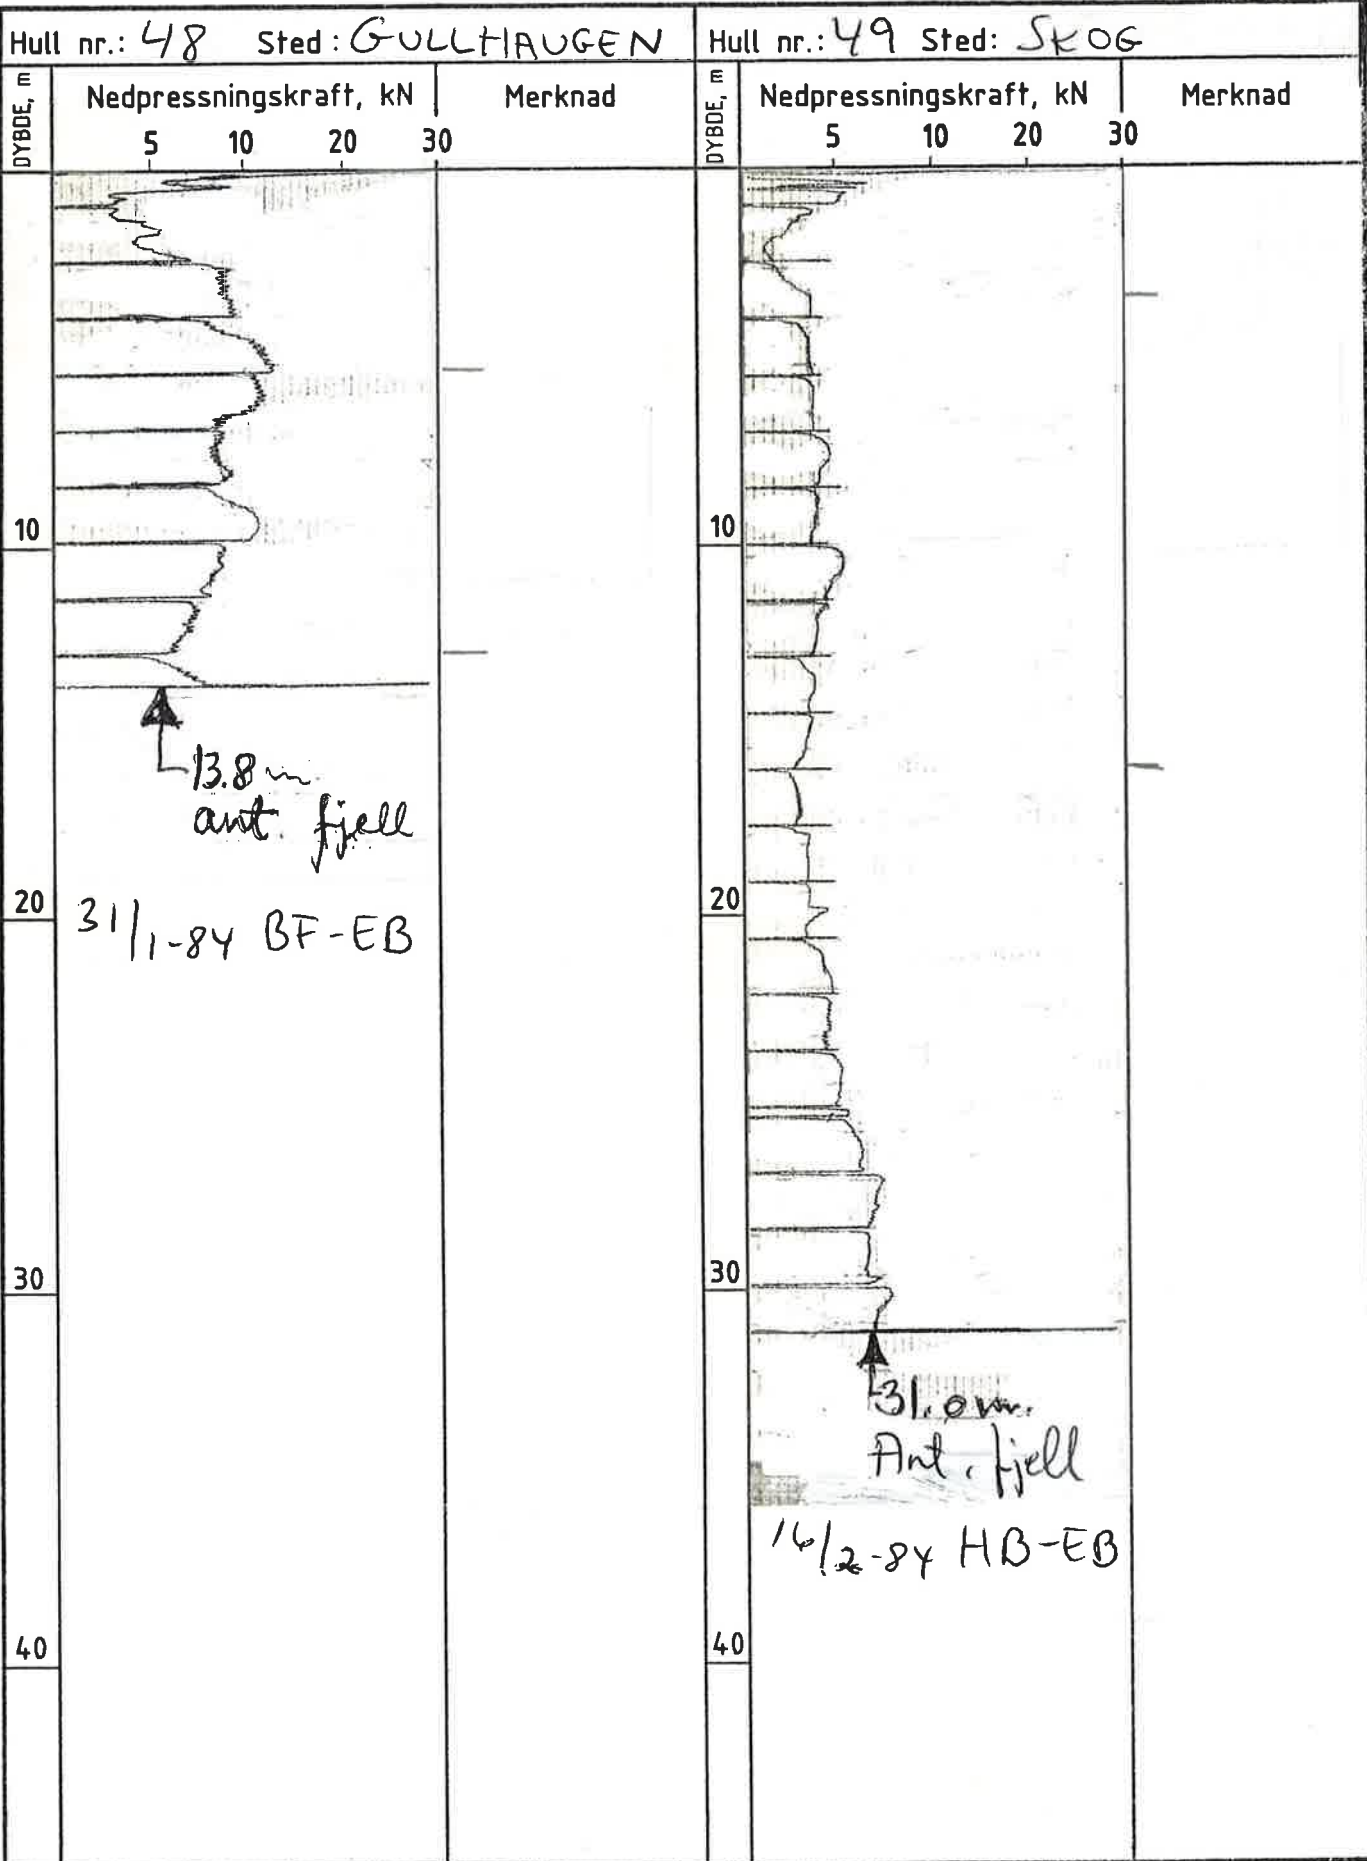 Hull nr.: 48 Sted: GULLHAUGEN
DYBDE, m
Nedpressningskraft, kN
Merknad
5 10 20 30
10
13.8 m
ant. fjell
20
31/1-84 BF-EB
30
40
Hull nr.: 49 Sted: SKOG
DYBDE, m
Nedpressningskraft, kN
Merknad
5 10 20 30
10
20
30
31.0 m.
Ant. fjell
16/2-84 HB-EB
40